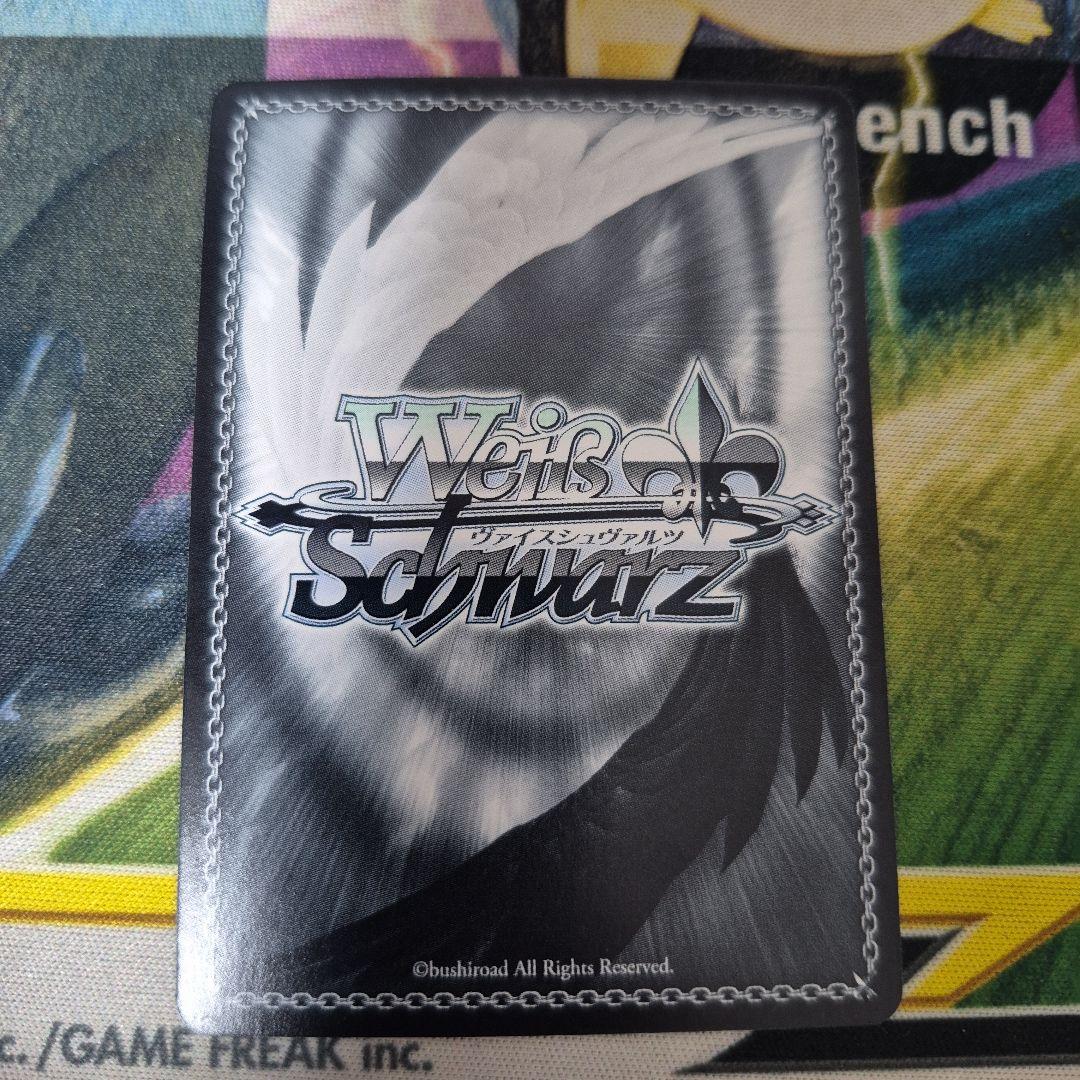 ench
Weiß
ヴァイスシュヴァルツ
Schwarz
©bushiroad All Rights Reserved.
c. /GAME FREAK inc.